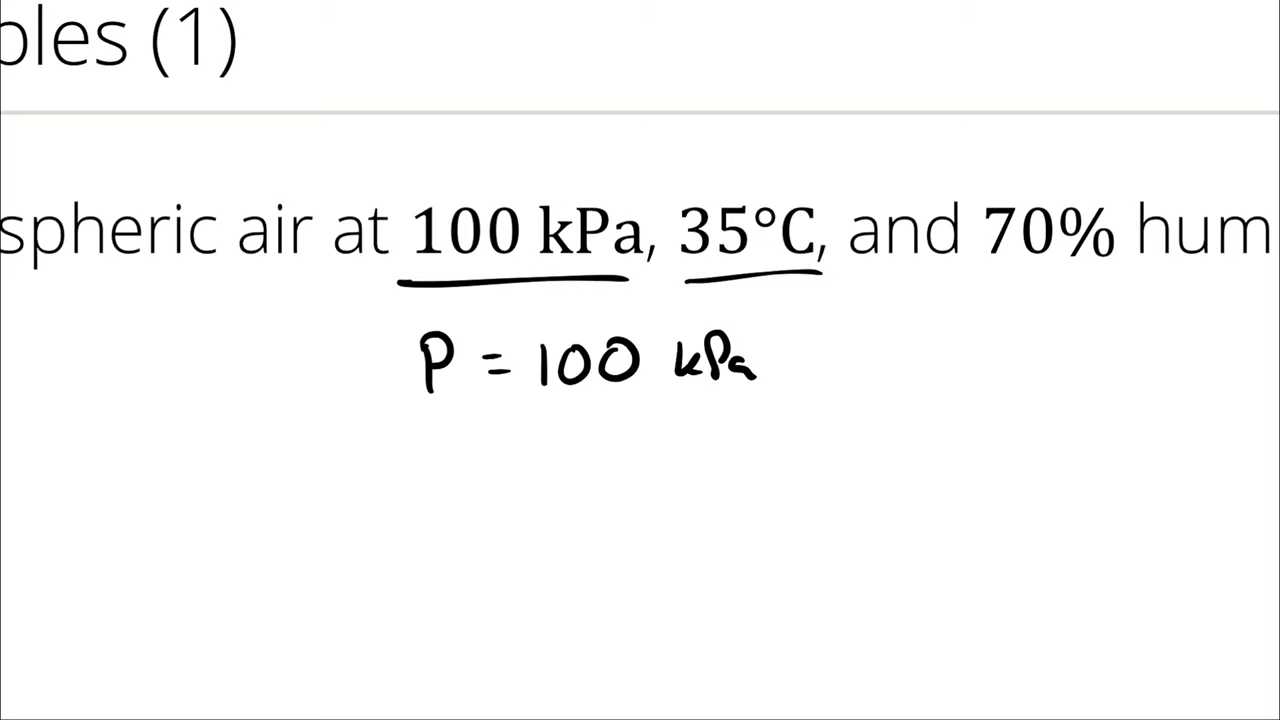 bles (1)
spheric air at 100 kPa, 35°C, and 70% hum
P = 100 kPa